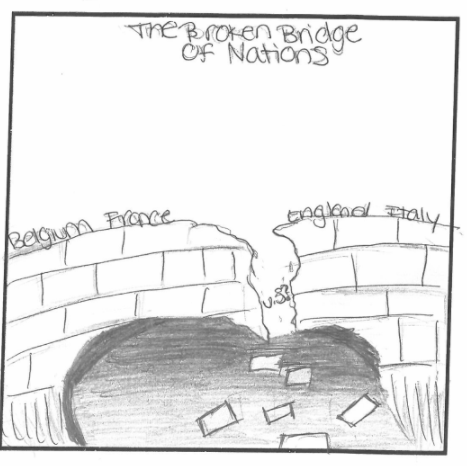 The Broken Bridge
Of Nations
Belgium France
England Italy
U.S.